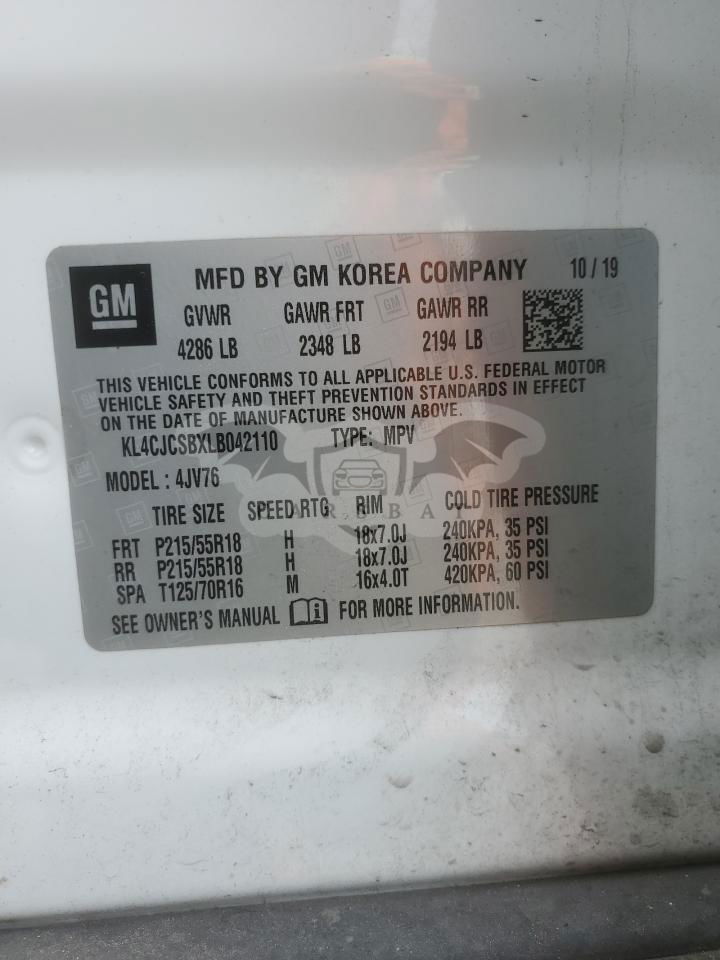 GM
MFD BY GM KOREA COMPANY 10 / 19
GVWR GAWR FRT GAWR RR
4286 LB 2348 LB 2194 LB
THIS VEHICLE CONFORMS TO ALL APPLICABLE U.S. FEDERAL MOTOR
VEHICLE SAFETY AND THEFT PREVENTION STANDARDS IN EFFECT
ON THE DATE OF MANUFACTURE SHOWN ABOVE.
KL4CJCSBXLB042110 TYPE: MPV
MODEL : 4JV76
TIRE SIZE SPEED RTG RIM COLD TIRE PRESSURE
FRT P215/55R18 H 18x7.0J 240KPA, 35 PSI
RR P215/55R18 H 18x7.0J 240KPA, 35 PSI
SPA T125/70R16 M 16x4.0T 420KPA, 60 PSI
SEE OWNER'S MANUAL FOR MORE INFORMATION.